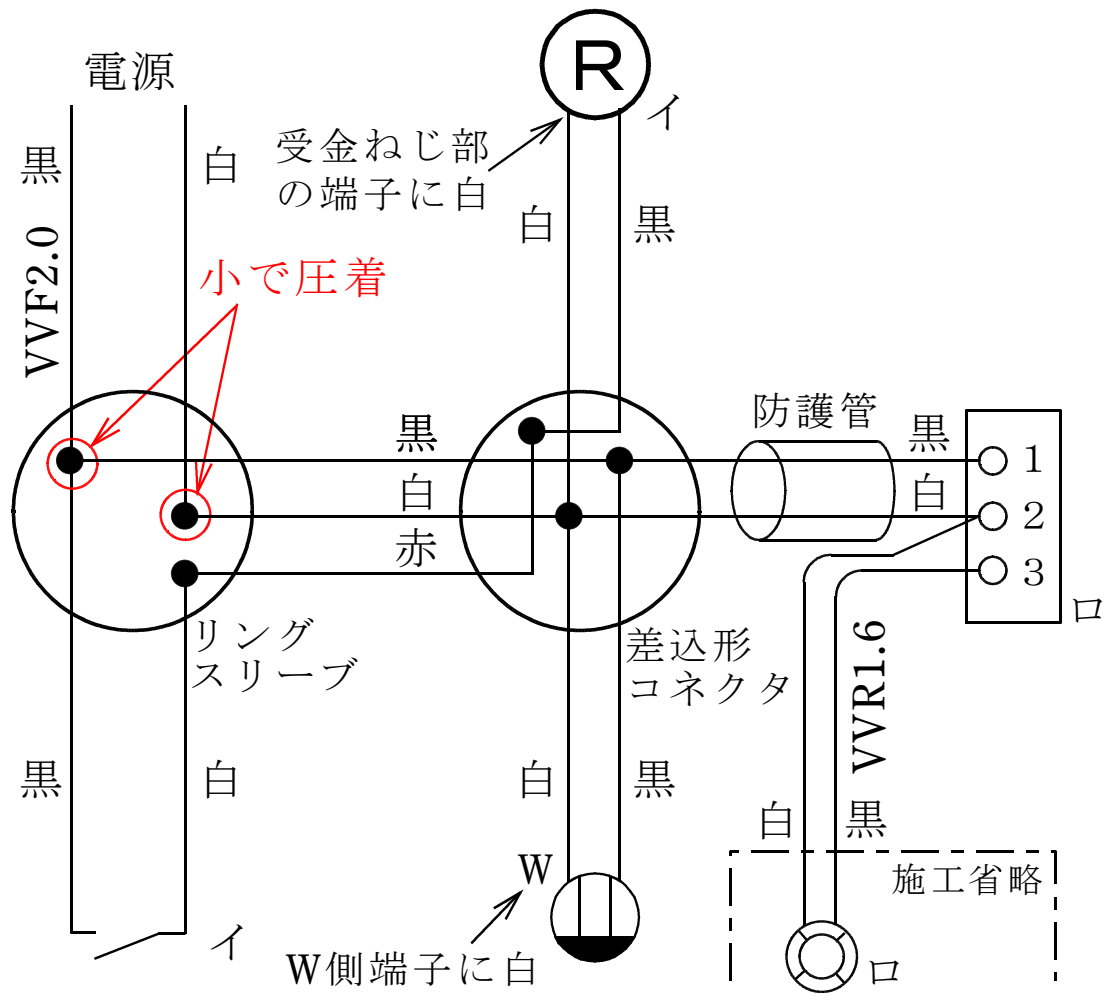 電源
R
イ
受金ねじ部
の端子に白
黒
白
白
黒
VVF2.0
小で圧着
防護管
黒
黒
1
白
白
2
赤
3
ロ
リング
スリーブ
差込形
コネクタ
VVR1.6
黒
白
白
黒
白
黒
W
施工省略
イ
W側端子に白
ロ